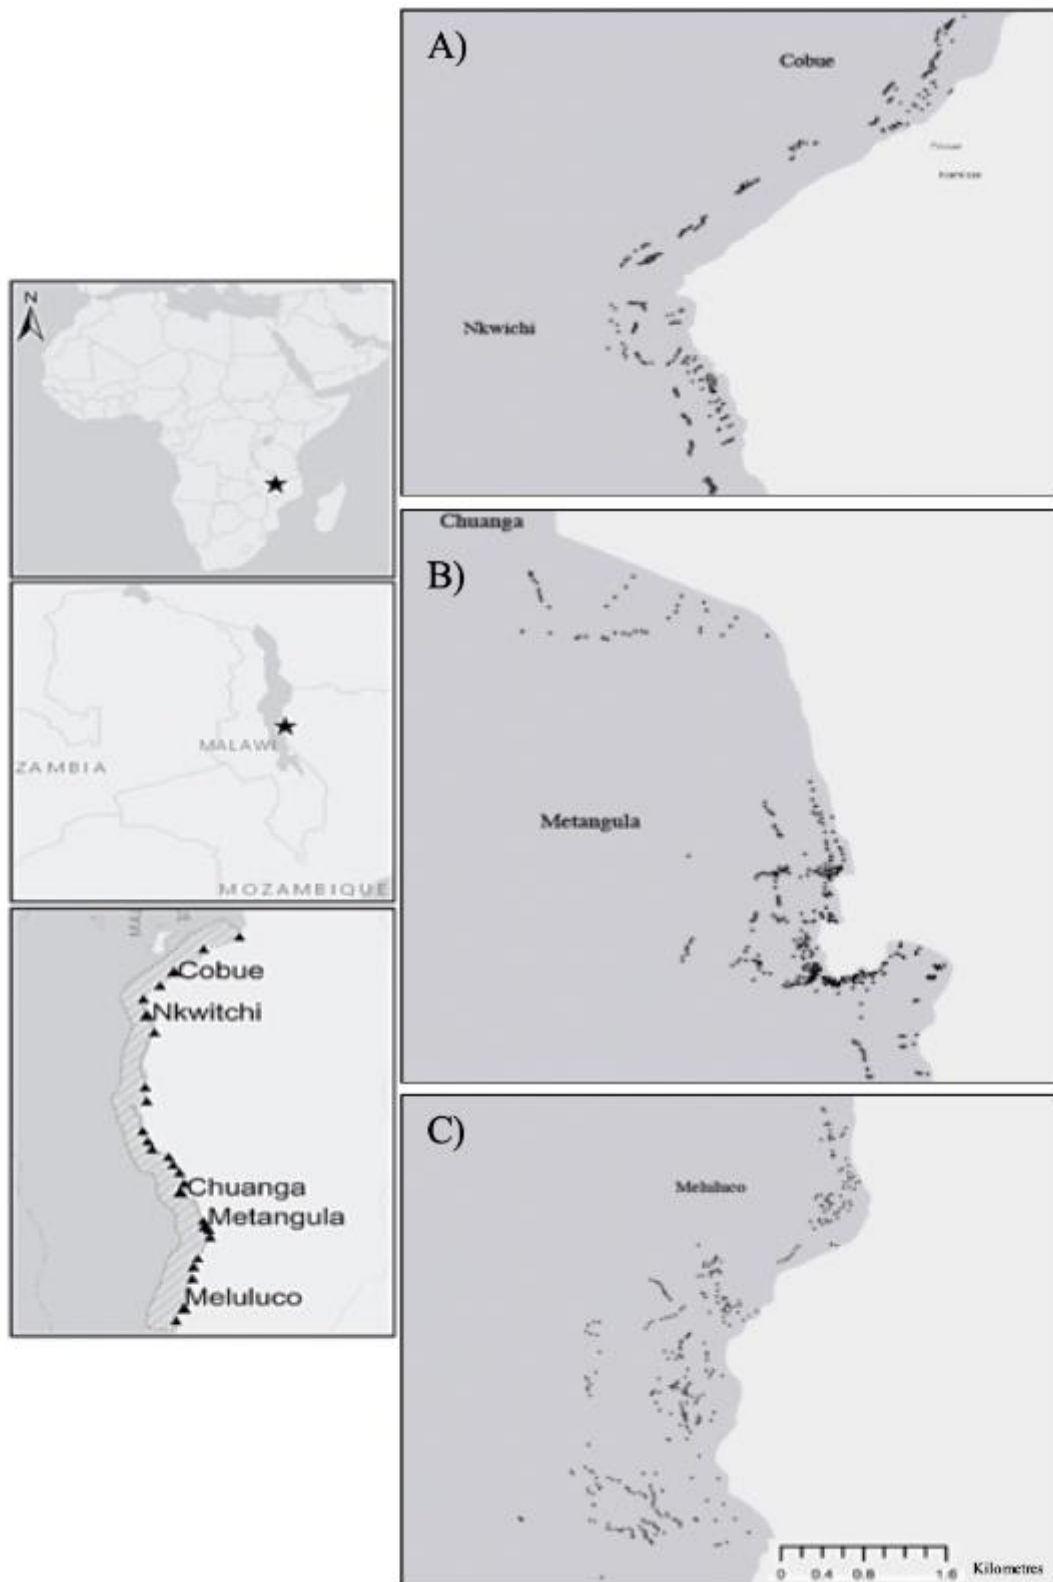 A)
Cobue
Nkwichi
N
Chuanga
B)
MALAWI
ZAMBIA
Metangula
MOZAMBIQUE
Cobue
Nkwitchi
Chuanga
Metangula
Meluluco
C)
Meluluco
0 0.4 0.8 1.6 Kilometres